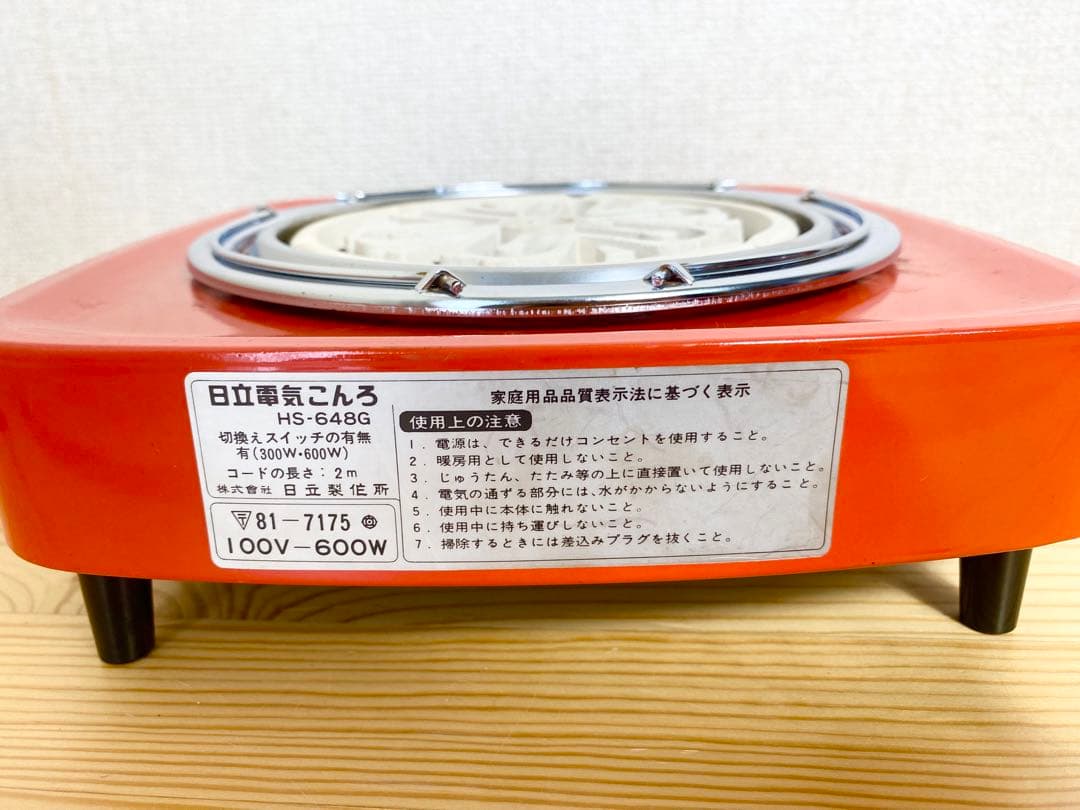 日立電気こんろ
HS-648G
切換えスイッチの有無
有(300W・600W)
コードの長さ:2m
株式會社 日立製作所
〒 81-7175
100V-600W
家庭用品品質表示法に基づく表示
使用上の注意
1. 電源は、できるだけコンセントを使用すること。
2. 暖房用として使用しないこと。
3. じゅうたん、たたみ等の上に直接置いて使用しないこと。
4. 電気の通ずる部分には、水がかからないようにすること。
5. 使用中に本体に触れないこと。
6. 使用中に持ち運びしないこと。
7. 掃除するときには差込みプラグを抜くこと。